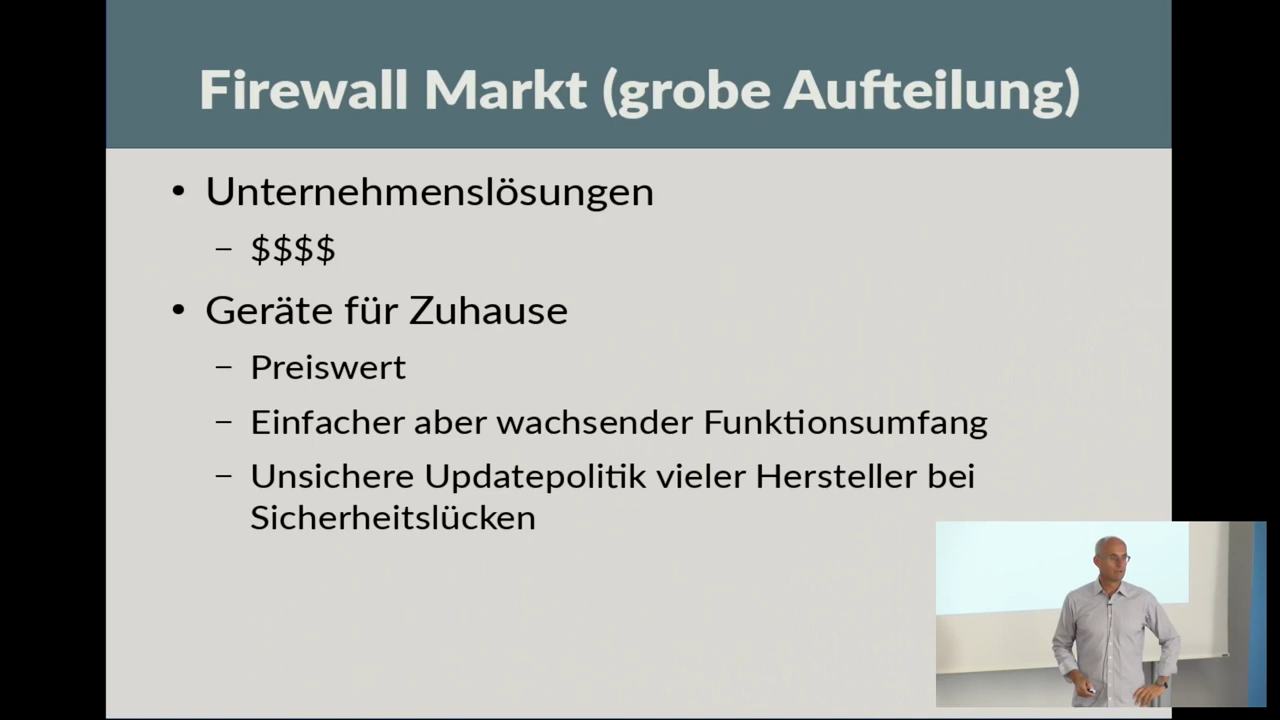 Firewall Markt (grobe Aufteilung)
• Unternehmenslösungen
– $$$$
• Geräte für Zuhause
– Preiswert
– Einfacher aber wachsender Funktionsumfang
– Unsichere Updatepolitik vieler Hersteller bei
Sicherheitslücken